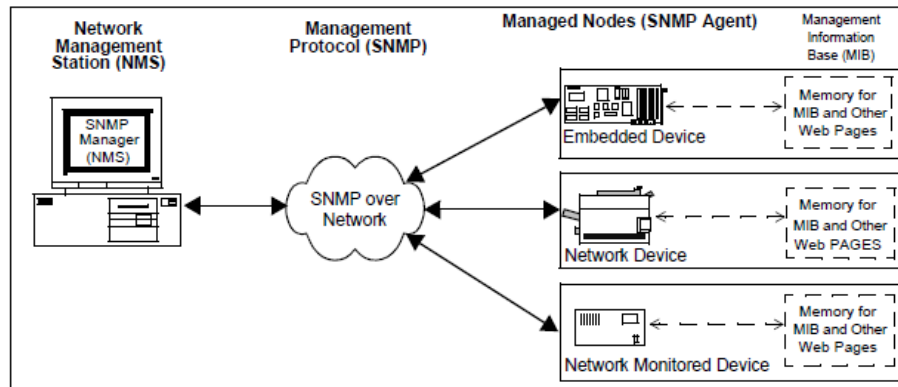 Network
Management
Station (NMS)
Management
Protocol (SNMP)
Managed Nodes (SNMP Agent)
Management
Information
Base (MIB)
SNMP
Manager
(NMS)
SNMP over
Network
Embedded Device
Memory for
MIB and Other
Web Pages
Network Device
Memory for
MIB and Other
Web PAGES
Network Monitored Device
Memory for
MIB and Other
Web Pages